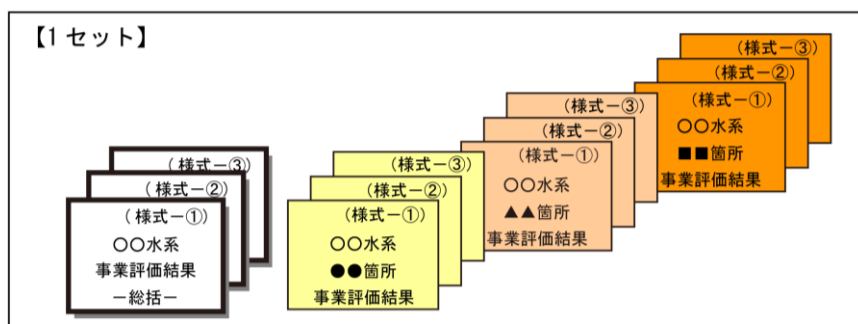 【1セット】
(様式-③)
(様式-②)
(様式-①)
○○水系
事業評価結果
-総括-
(様式-③)
(様式-②)
(様式-①)
○○水系
●●箇所
事業評価結果
(様式-③)
(様式-②)
(様式-①)
○○水系
▲▲箇所
事業評価結果
(様式-③)
(様式-②)
(様式-①)
○○水系
■■箇所
事業評価結果